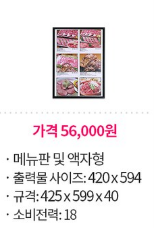 가격 56,000원
· 메뉴판 및 액자형
· 출력물 사이즈: 420 x 594
· 규격: 425 x 599 x 40
· 소비전력: 18